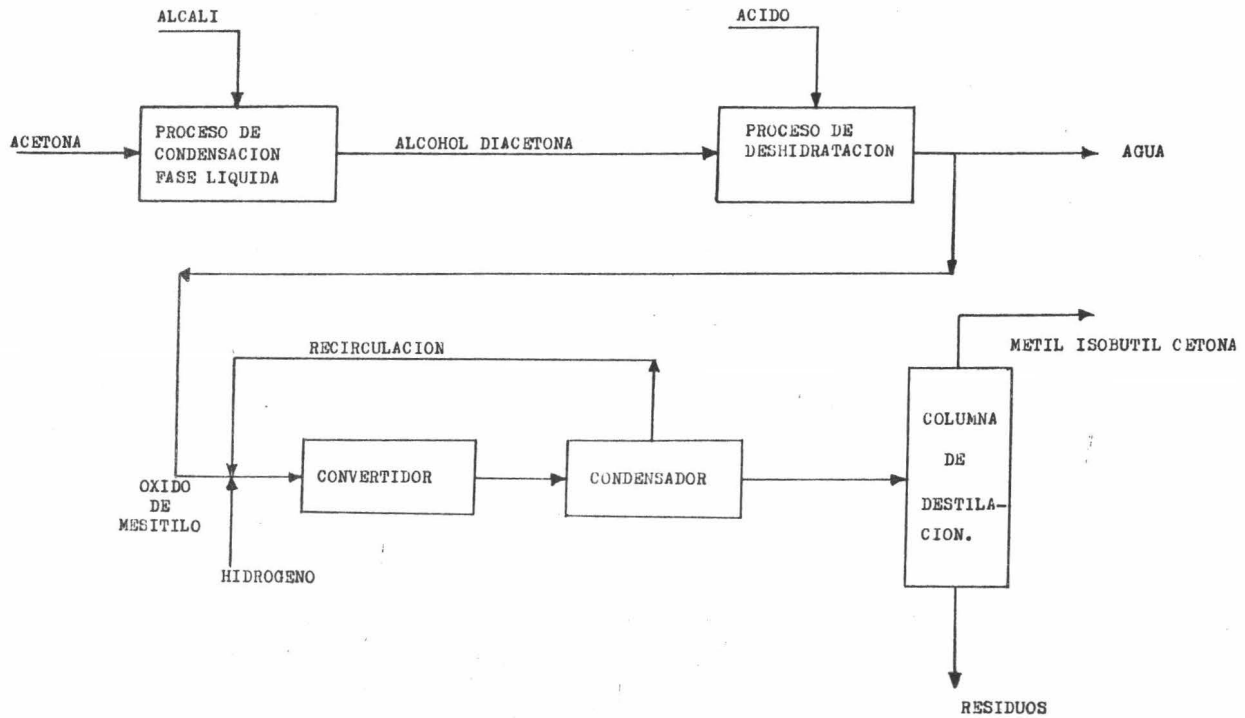 ALCALI
ACIDO
ACETONA
PROCESO DE
CONDENSACION
FASE LIQUIDA
ALCOHOL DIACETONA
PROCESO DE
DESHIDRATACION
AGUA
RECIRCULACION
METIL ISOBUTIL CETONA
OXIDO
DE
MESITILO
CONVERTIDOR
CONDENSADOR
COLUMNA
DE
DESTILA-
CION.
HIDROGENO
RESIDUOS